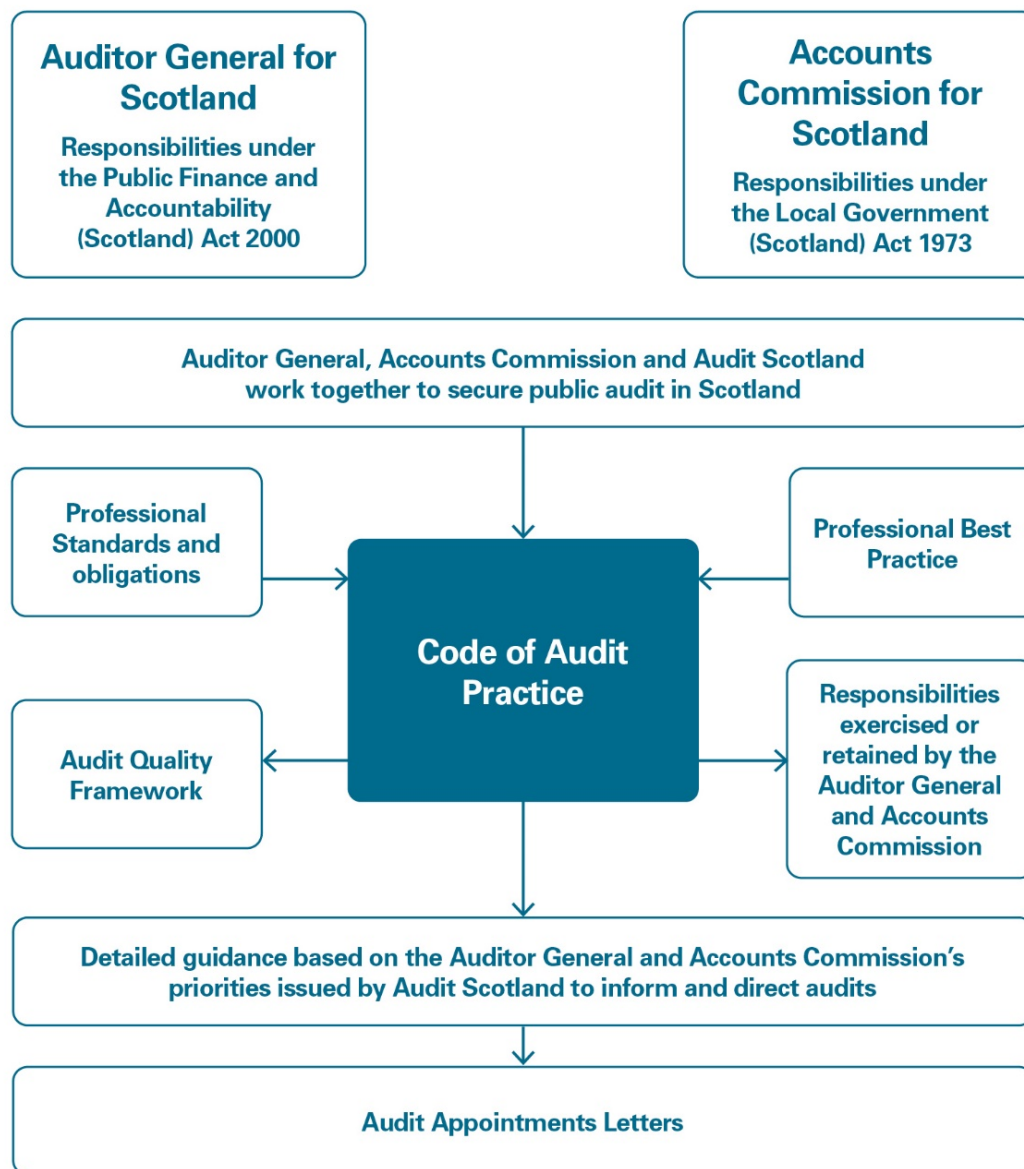 Auditor General for
Scotland
Responsibilities under
the Public Finance and
Accountability
(Scotland) Act 2000
Accounts
Commission for
Scotland
Responsibilities under
the Local Government
(Scotland) Act 1973
Auditor General, Accounts Commission and Audit Scotland
work together to secure public audit in Scotland
Professional
Standards and
obligations
Professional Best
Practice
Code of Audit
Practice
Audit Quality
Framework
Responsibilities
exercised or
retained by the
Auditor General
and Accounts
Commission
Detailed guidance based on the Auditor General and Accounts Commission’s
priorities issued by Audit Scotland to inform and direct audits
Audit Appointments Letters